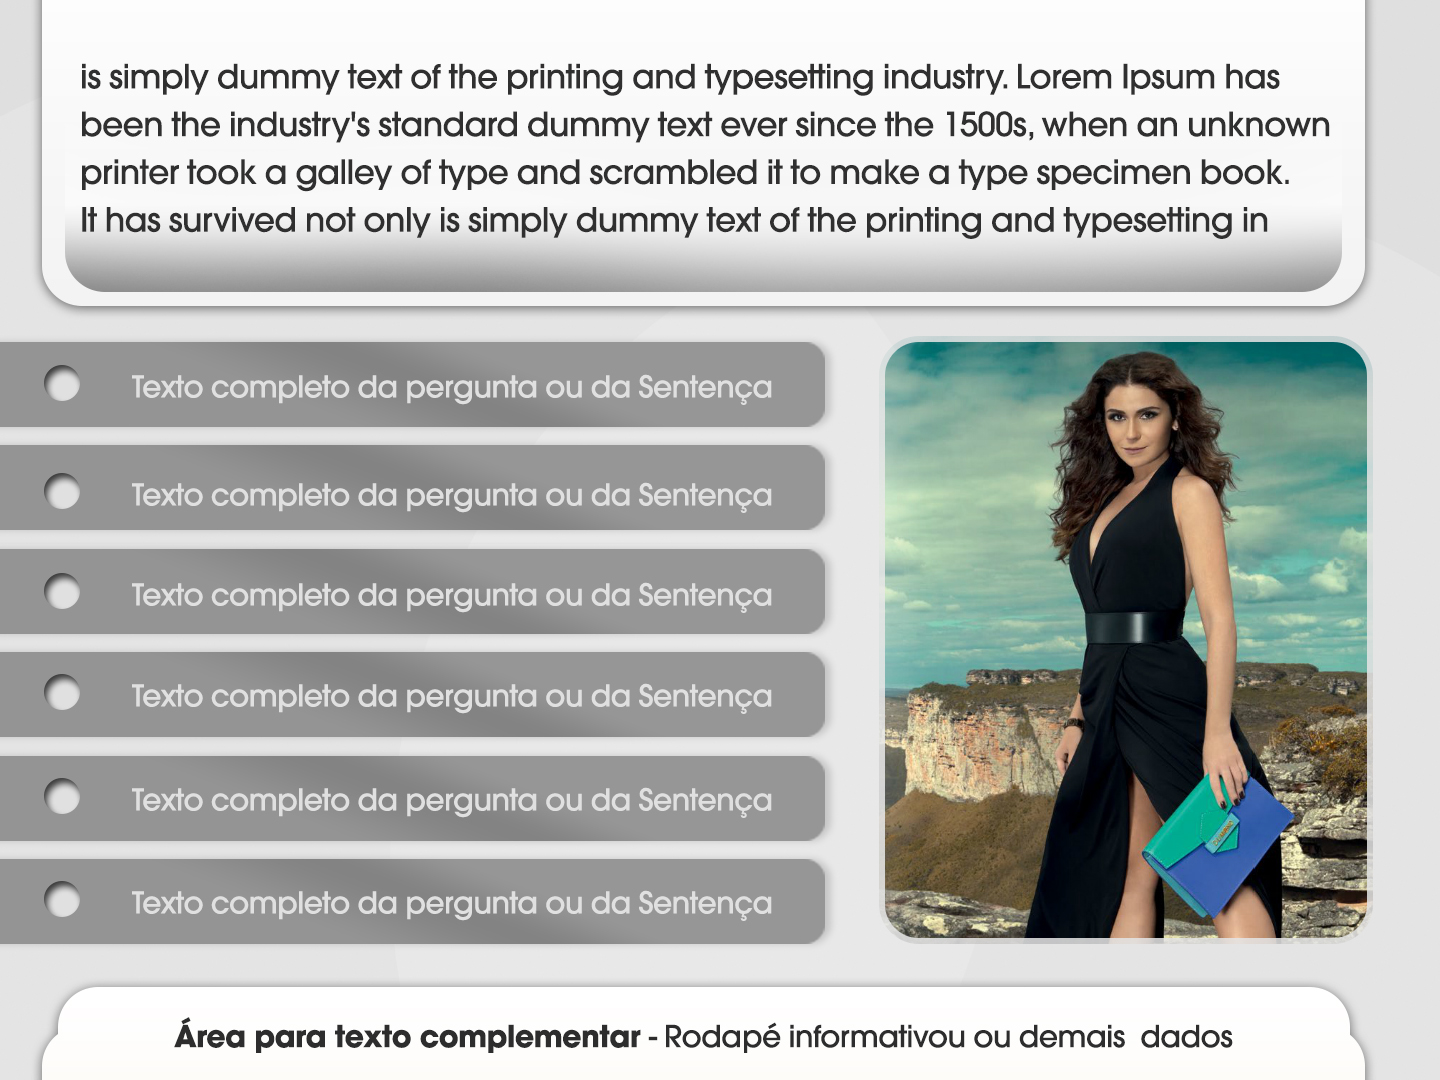 is simply dummy text of the printing and typesetting industry. Lorem Ipsum has
been the industry's standard dummy text ever since the 1500s, when an unknown
printer took a galley of type and scrambled it to make a type specimen book.
It has survived not only is simply dummy text of the printing and typesetting in
Texto completo da pergunta ou da Sentença
Texto completo da pergunta ou da Sentença
Texto completo da pergunta ou da Sentença
Texto completo da pergunta ou da Sentença
Texto completo da pergunta ou da Sentença
Texto completo da pergunta ou da Sentença
Área para texto complementar - Rodapé informativou ou demais  dados